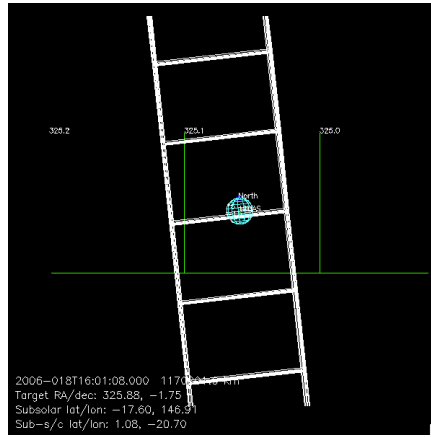 325.2 325.1 325.0
North
2006-018T16:01:08.000
Target RA/dec: 325.88, -1.75
Subsolar lat/lon: -17.60, 146.91
Sub-s/c lat/lon: 1.08, -20.70